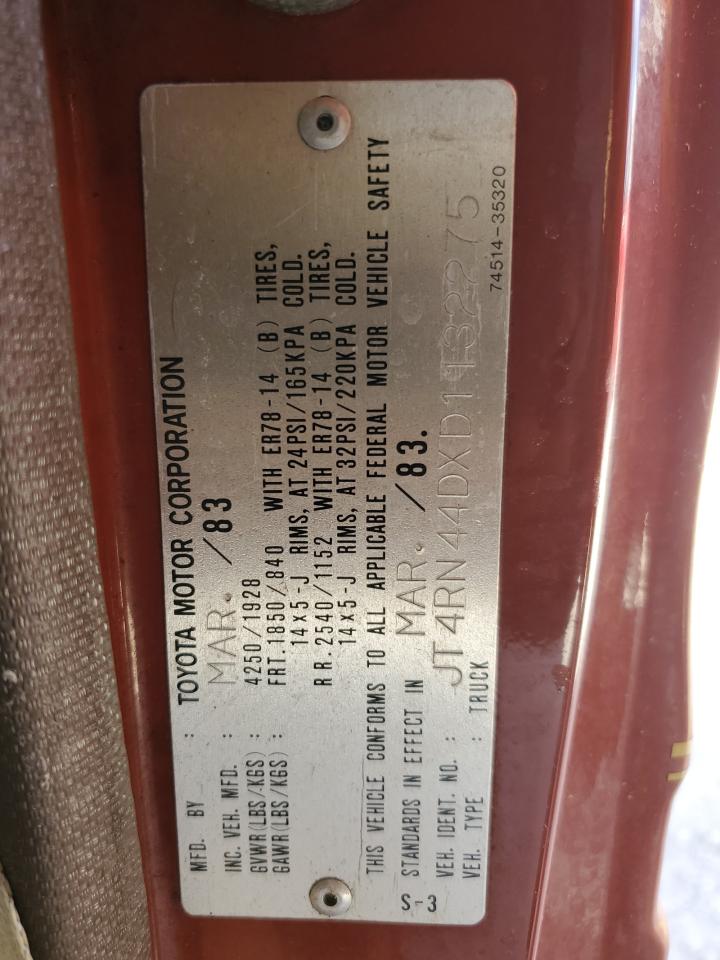 MFD. BY : TOYOTA MOTOR CORPORATION
INC. VEH. MFD. : MAR. /83
GVWR(LBS/KGS) : 4250/1928
GAWR(LBS/KGS) : FRT.1850/840 WITH ER78-14 (B) TIRES,
14x5-J RIMS, AT 24PSI/165KPA COLD.
RR.2540/1152 WITH ER78-14 (B) TIRES,
14x5-J RIMS, AT 32PSI/220KPA COLD.
THIS VEHICLE CONFORMS TO ALL APPLICABLE FEDERAL MOTOR VEHICLE SAFETY
STANDARDS IN EFFECT IN MAR. /83.
VEH. IDENT. NO. : JT4RN44DXD1132275
VEH. TYPE : TRUCK
S-3
74514-35320